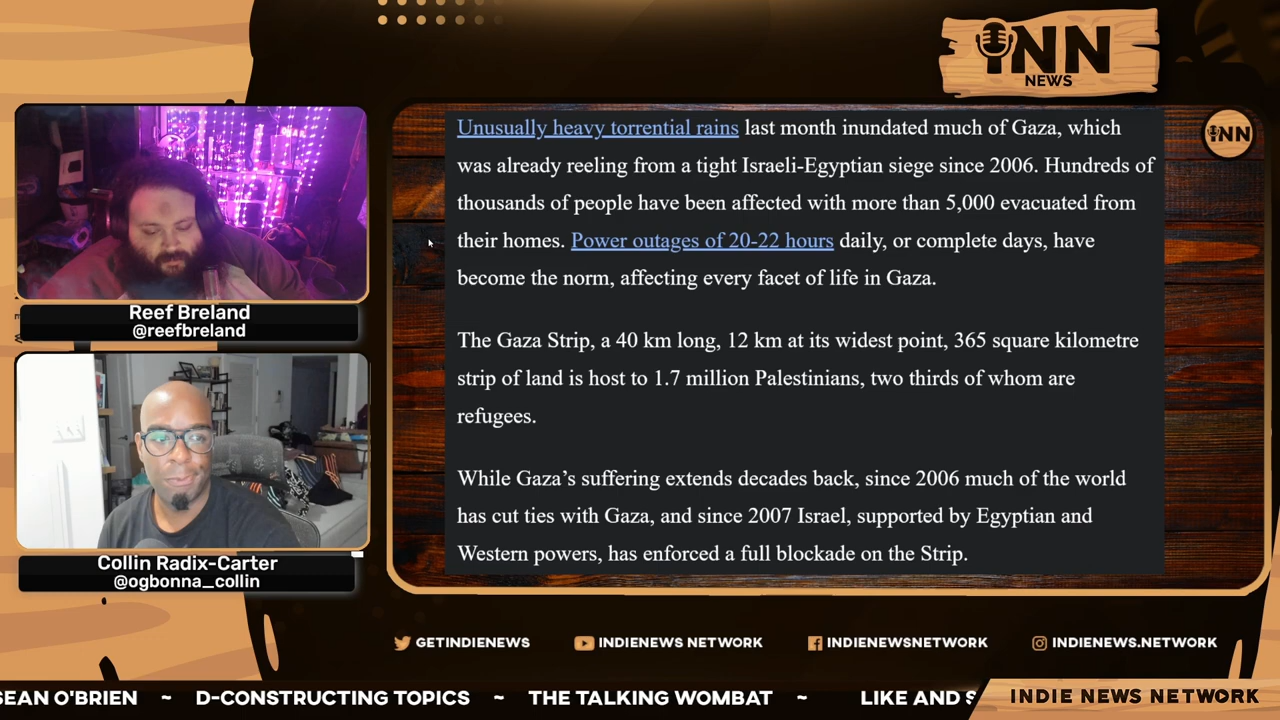 INN
NEWS
INN
Unusually heavy torrential rains last month inundated much of Gaza, which
was already reeling from a tight Israeli-Egyptian siege since 2006. Hundreds of
thousands of people have been affected with more than 5,000 evacuated from
their homes. Power outages of 20-22 hours daily, or complete days, have
become the norm, affecting every facet of life in Gaza.
The Gaza Strip, a 40 km long, 12 km at its widest point, 365 square kilometre
strip of land is host to 1.7 million Palestinians, two thirds of whom are
refugees.
While Gaza’s suffering extends decades back, since 2006 much of the world
has cut ties with Gaza, and since 2007 Israel, supported by Egyptian and
Western powers, has enforced a full blockade on the Strip.
Reef Breland
@reefbreland
Collin Radix-Carter
@ogbonna_collin
GETINDIENEWS INDIENEWS NETWORK INDIENEWSNETWORK INDIENEWS.NETWORK
SEAN O'BRIEN ~ D-CONSTRUCTING TOPICS ~ THE TALKING WOMBAT ~ LIKE AND S
INDIE NEWS NETWORK